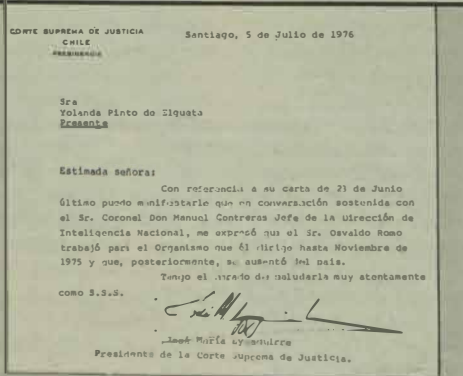 CORTE SUPREMA DE JUSTICIA
CHILE
PRESIDENCIA
Santiago, 5 de Julio de 1976
Sra
Yolanda Pinto de Elgueta
Presente
Estimada señora:
Con referencia a su carta de 21 de Junio
último puedo manifestarle que en conversación sostenida con
el Sr. Coronel Don Manuel Contreras Jefe de la Dirección de
Inteligencia Nacional, me expresó que el Sr. Osvaldo Romo
trabajó para el Organismo que él dirige hasta Noviembre de
1975 y que, posteriormente, se ausentó del país.
Tengo el agrado de saludarla muy atentamente
como S.S.S.
José María Eyzaguirre
Presidente de la Corte Suprema de Justicia.